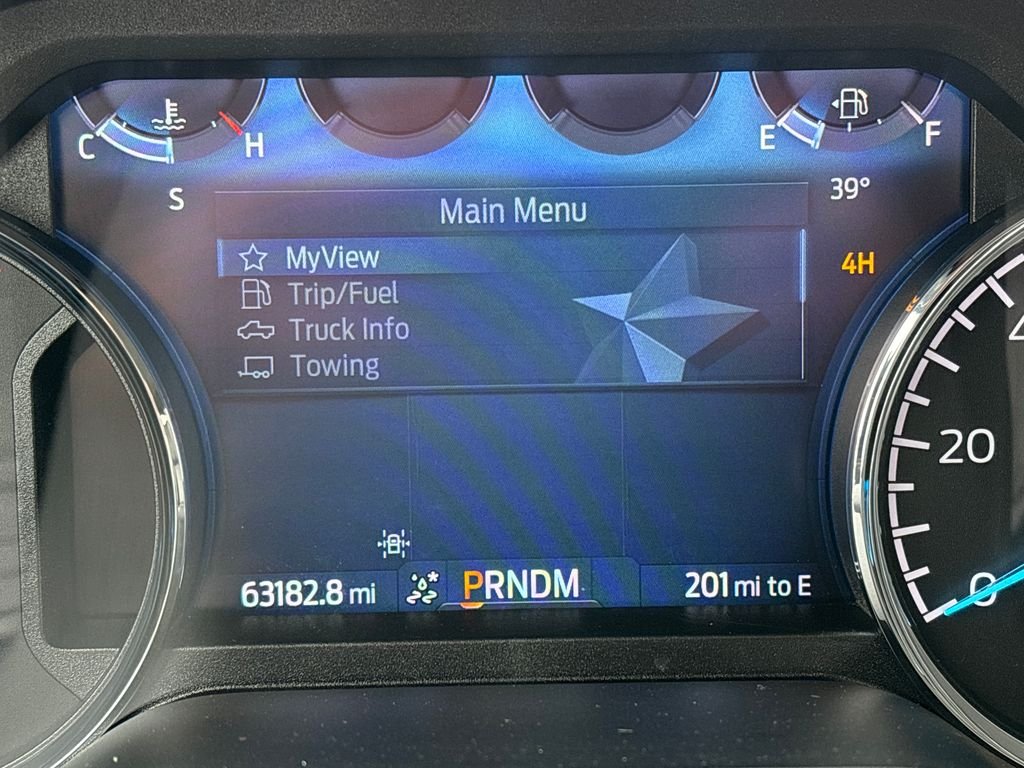 C H
E F
S
39°
Main Menu
4H
MyView
Trip/Fuel
Truck Info
Towing
20
63182.8 mi
PRNDM
201 mi to E
0